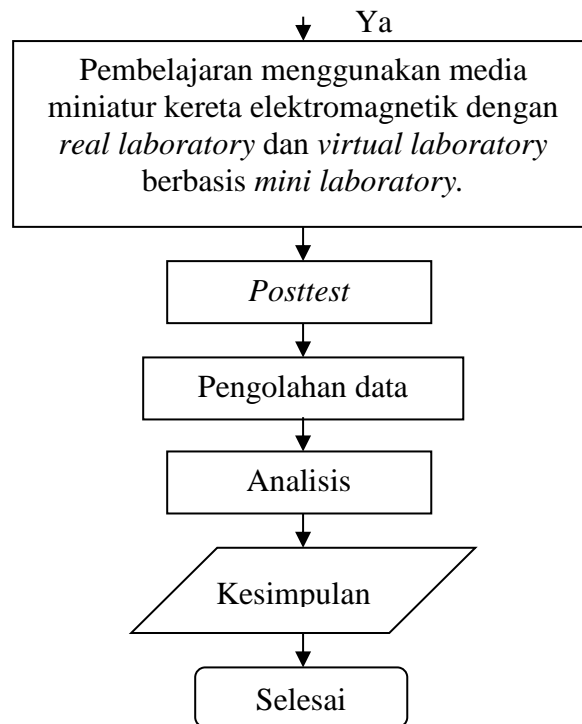 Ya
Pembelajaran menggunakan media
miniatur kereta elektromagnetik dengan
real laboratory dan virtual laboratory
berbasis mini laboratory.
Posttest
Pengolahan data
Analisis
Kesimpulan
Selesai